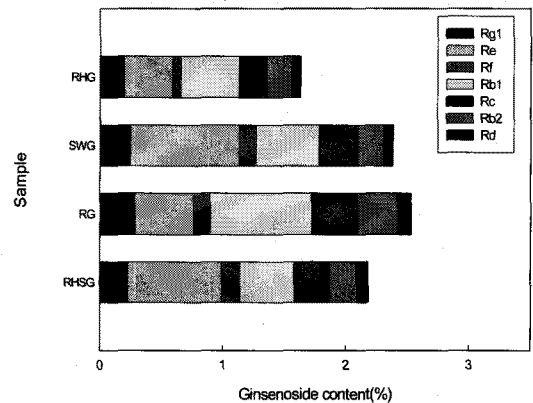 Rg1
Re
Rf
Rb1
Rc
Rb2
Rd
Sample
RHG
SWG
RG
RHSG
0 1 2 3
Ginsenoside content(%)